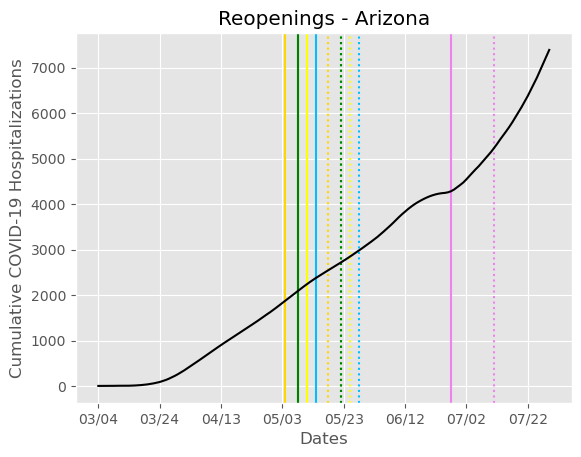 Reopenings - Arizona
Cumulative COVID-19 Hospitalizations
7000
6000
5000
4000
3000
2000
1000
0
03/04 03/24 04/13 05/03 05/23 06/12 07/02 07/22
Dates